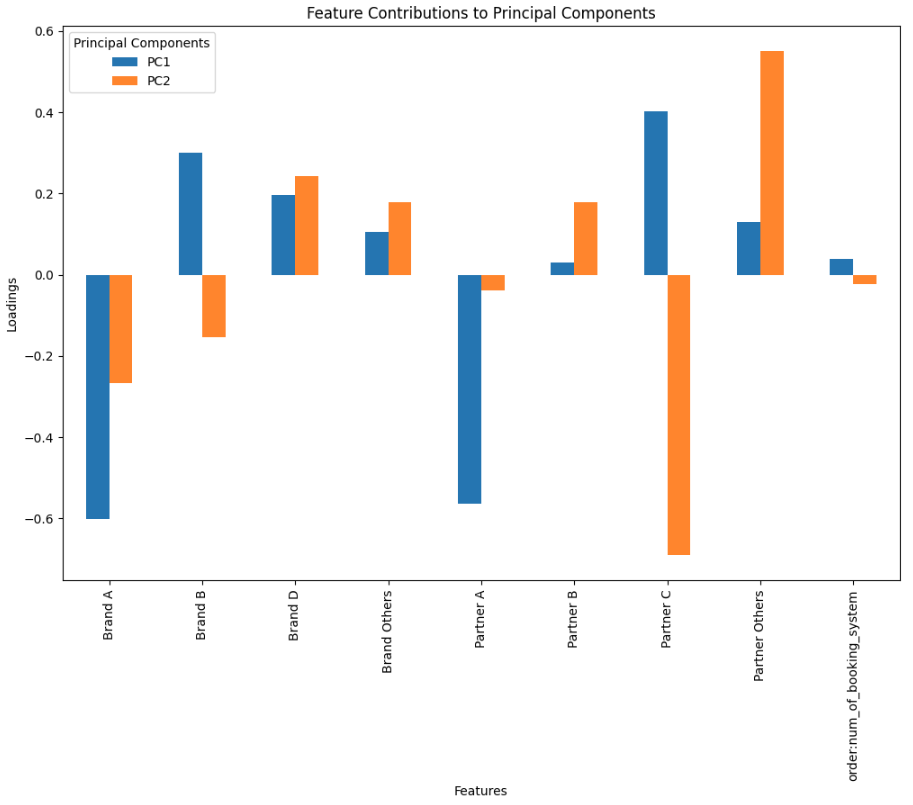 Feature Contributions to Principal Components
Principal Components
PC1
PC2
Loadings
0.6
0.4
0.2
0.0
−0.2
−0.4
−0.6
Brand A
Brand B
Brand D
Brand Others
Partner A
Partner B
Partner C
Partner Others
order:num_of_booking_system
Features